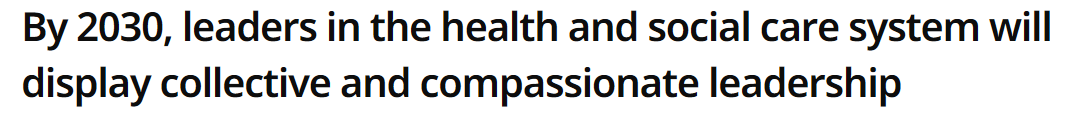 By 2030, leaders in the health and social care system will
display collective and compassionate leadership